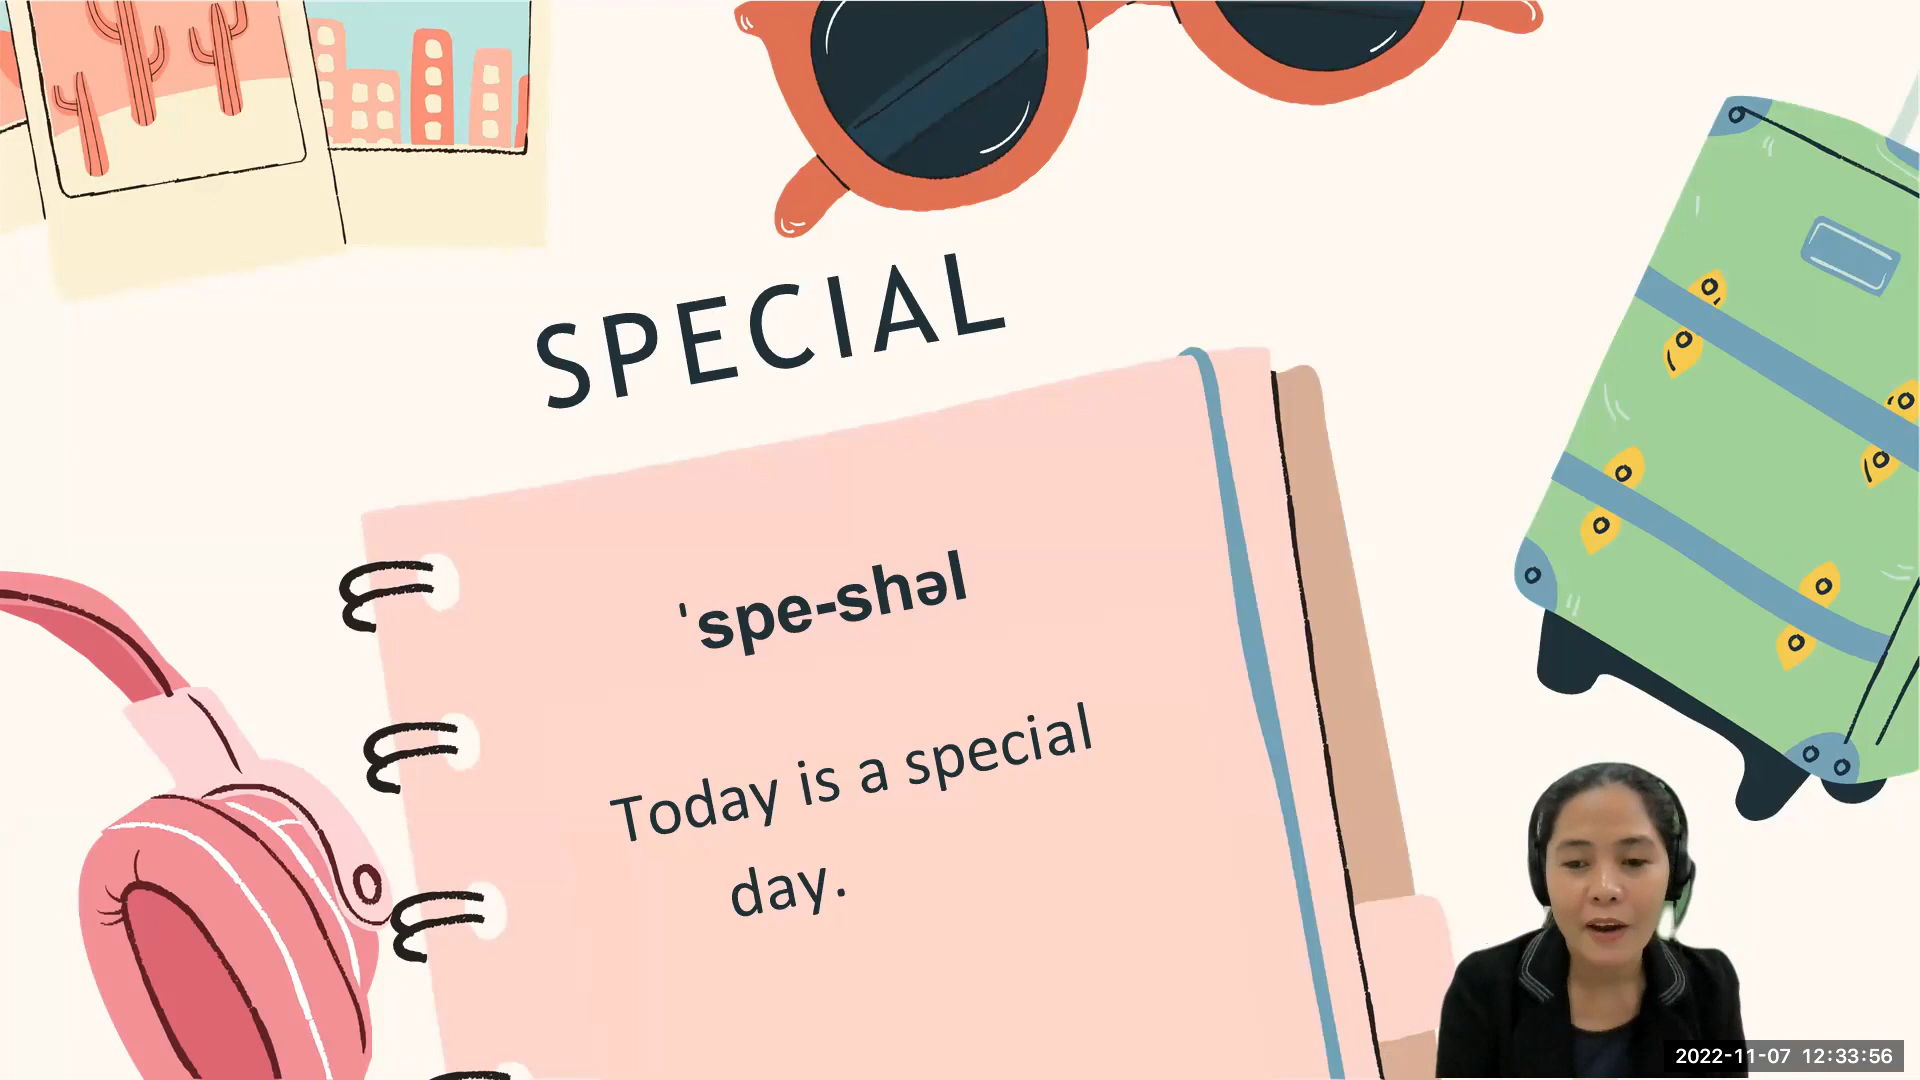 SPECIAL
ˈspe-shəl
Today is a special
day.
2022-11-07 12:33:56